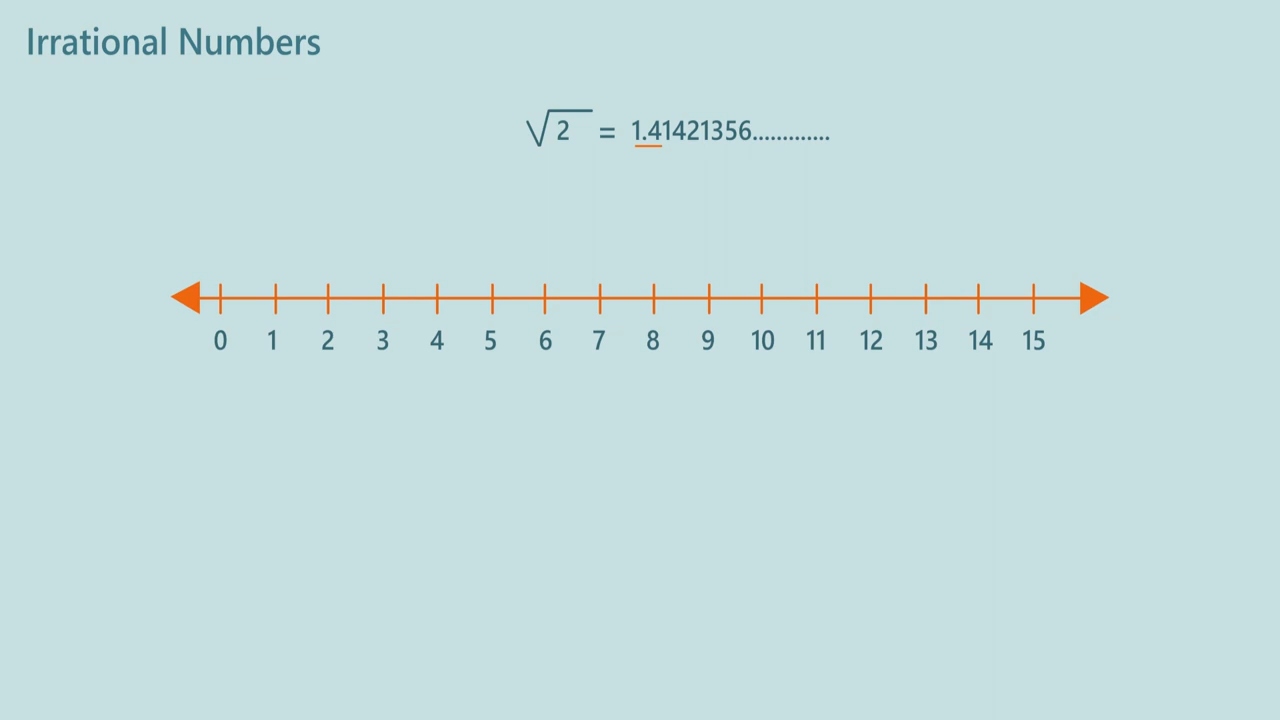 Irrational Numbers
√2 = 1.41421356.............
0 1 2 3 4 5 6 7 8 9 10 11 12 13 14 15